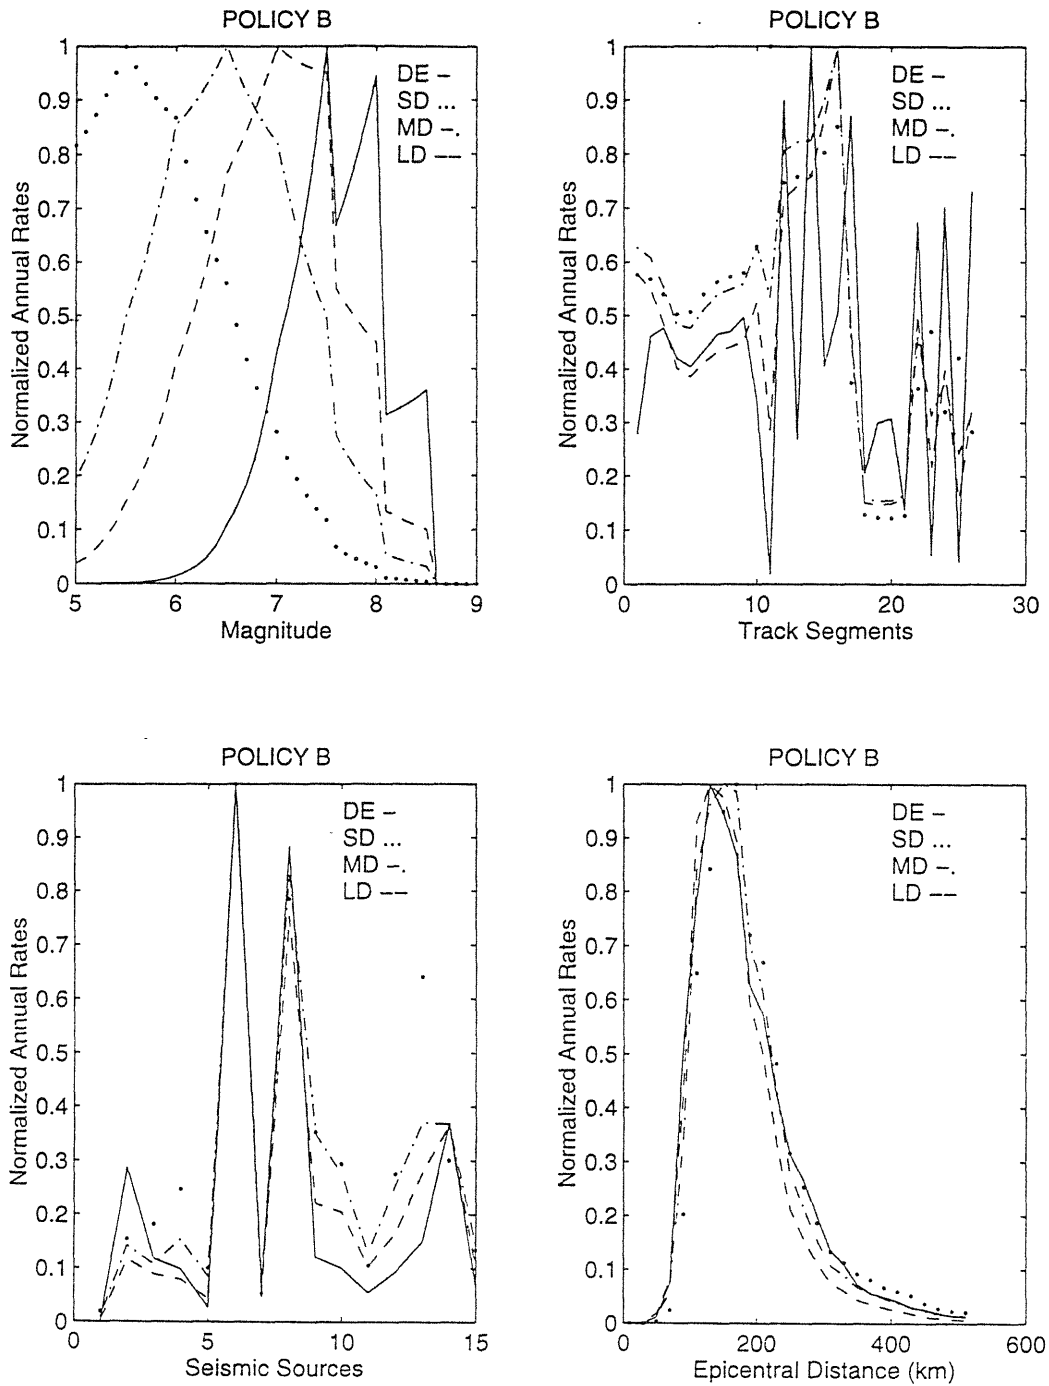 POLICY B
1
0.9
0.8
0.7
0.6
0.5
0.4
0.3
0.2
0.1
0
Normalized Annual Rates
DE –
SD ...
MD –.
LD ––
5
6
7
8
9
Magnitude
POLICY B
1
0.9
0.8
0.7
0.6
0.5
0.4
0.3
0.2
0.1
0
Normalized Annual Rates
DE –
SD ...
MD –.
LD ––
0
10
20
30
Track Segments
POLICY B
1
0.9
0.8
0.7
0.6
0.5
0.4
0.3
0.2
0.1
0
Normalized Annual Rates
DE –
SD ...
MD –.
LD ––
0
5
10
15
Seismic Sources
POLICY B
1
0.9
0.8
0.7
0.6
0.5
0.4
0.3
0.2
0.1
0
Normalized Annual Rates
DE –
SD ...
MD –.
LD ––
0
200
400
600
Epicentral Distance (km)